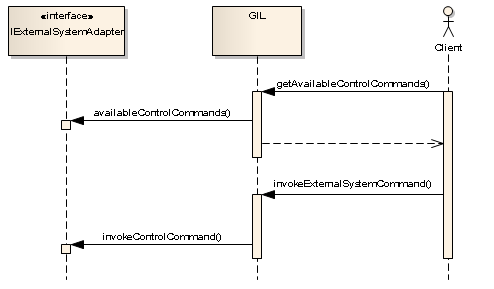 «interface»
IExternalSystemAdapter
GIL
Client
getAvailableControlCommands()
availableControlCommands()
invokeExternalSystemCommand()
invokeControlCommand()